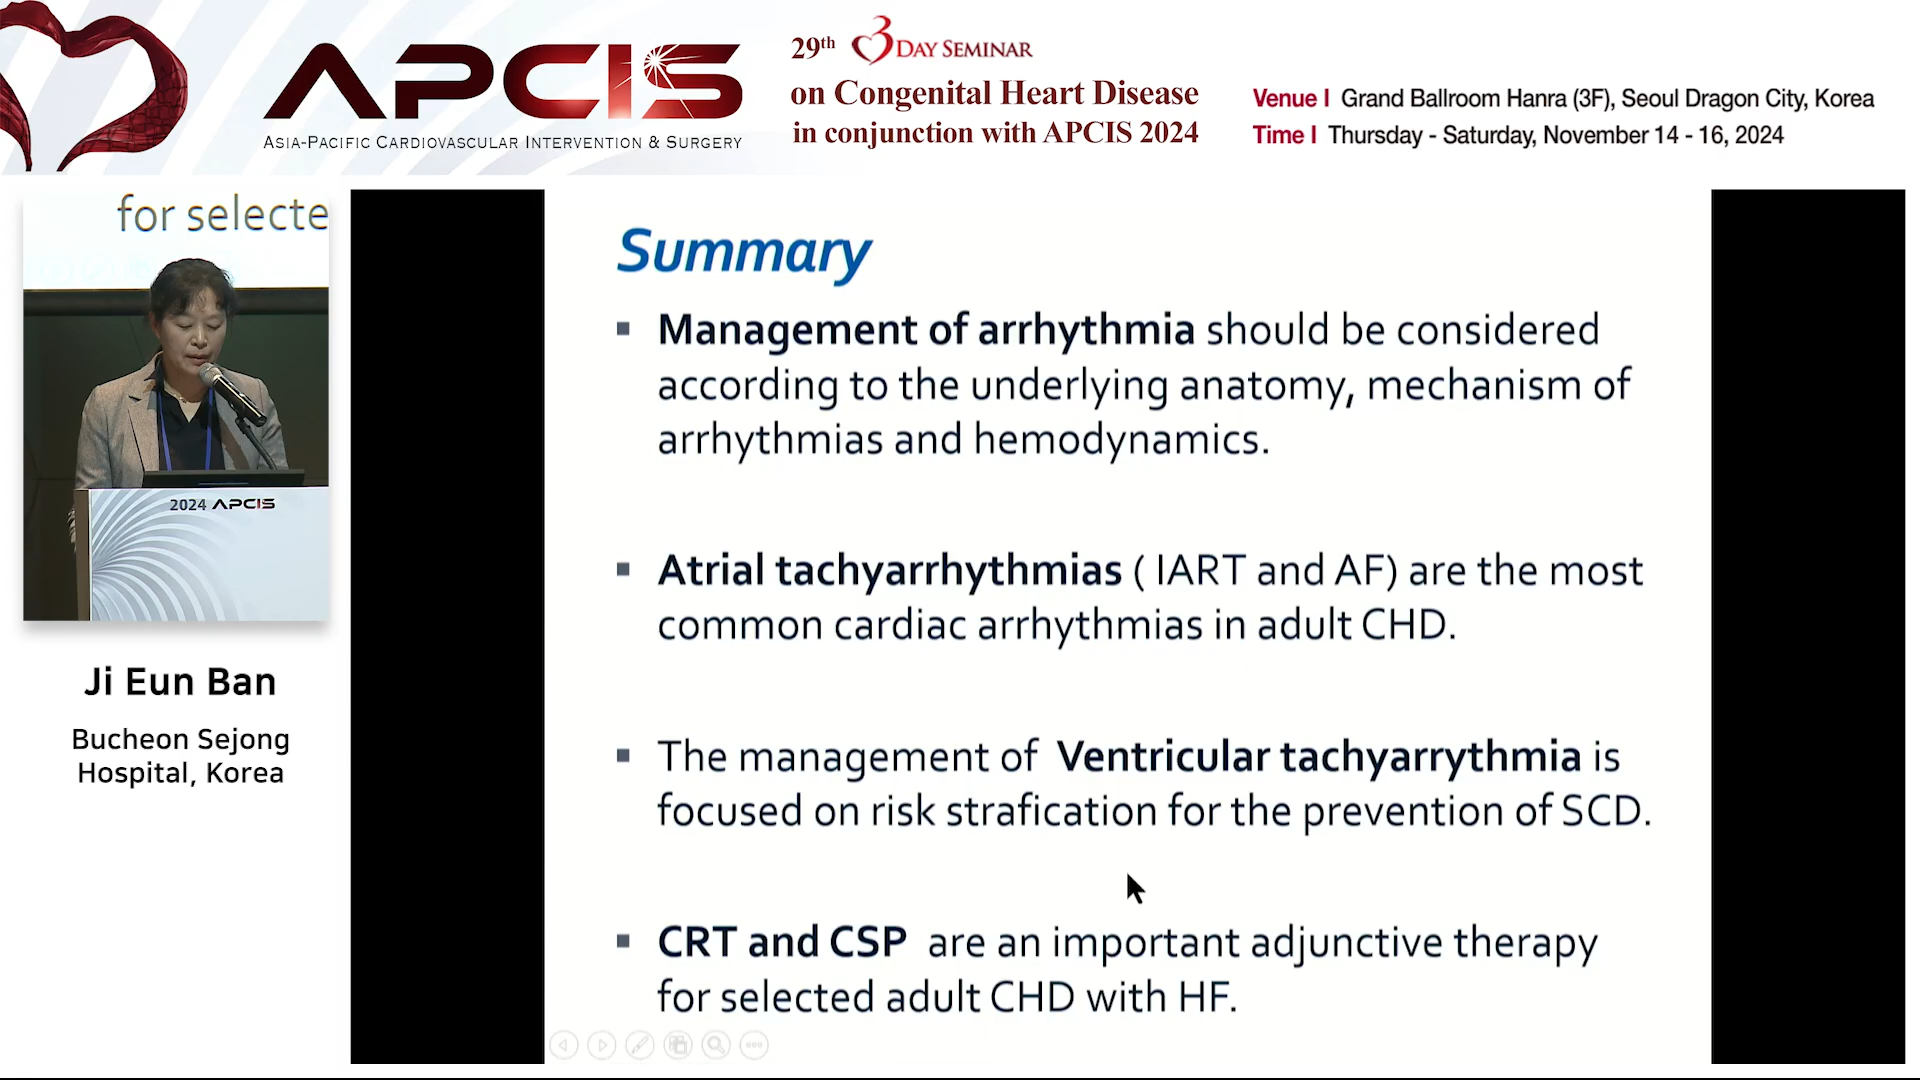 APCIS
ASIA-PACIFIC CARDIOVASCULAR INTERVENTION & SURGERY
29th 3 DAY SEMINAR
on Congenital Heart Disease
in conjunction with APCIS 2024
Venue I Grand Ballroom Hanra (3F), Seoul Dragon City, Korea
Time I Thursday - Saturday, November 14 - 16, 2024
for selecte
2024 APCIS
Ji Eun Ban
Bucheon Sejong
Hospital, Korea
Summary
▪ Management of arrhythmia should be considered
according to the underlying anatomy, mechanism of
arrhythmias and hemodynamics.
▪ Atrial tachyarrhythmias ( IART and AF) are the most
common cardiac arrhythmias in adult CHD.
▪ The management of Ventricular tachyarrythmia is
focused on risk strafication for the prevention of SCD.
▪ CRT and CSP are an important adjunctive therapy
for selected adult CHD with HF.